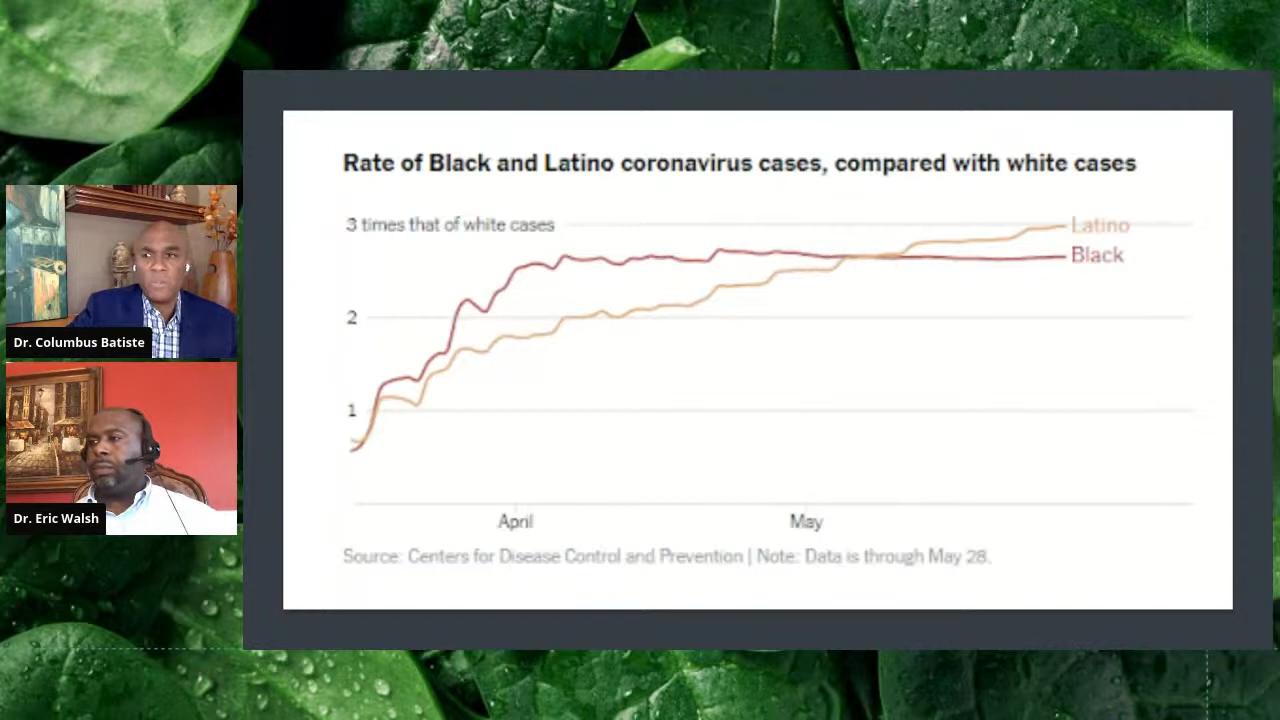 Rate of Black and Latino coronavirus cases, compared with white cases
3 times that of white cases
Latino
Black
2
1
April
May
Source: Centers for Disease Control and Prevention | Note: Data is through May 28.
Dr. Columbus Batiste
Dr. Eric Walsh